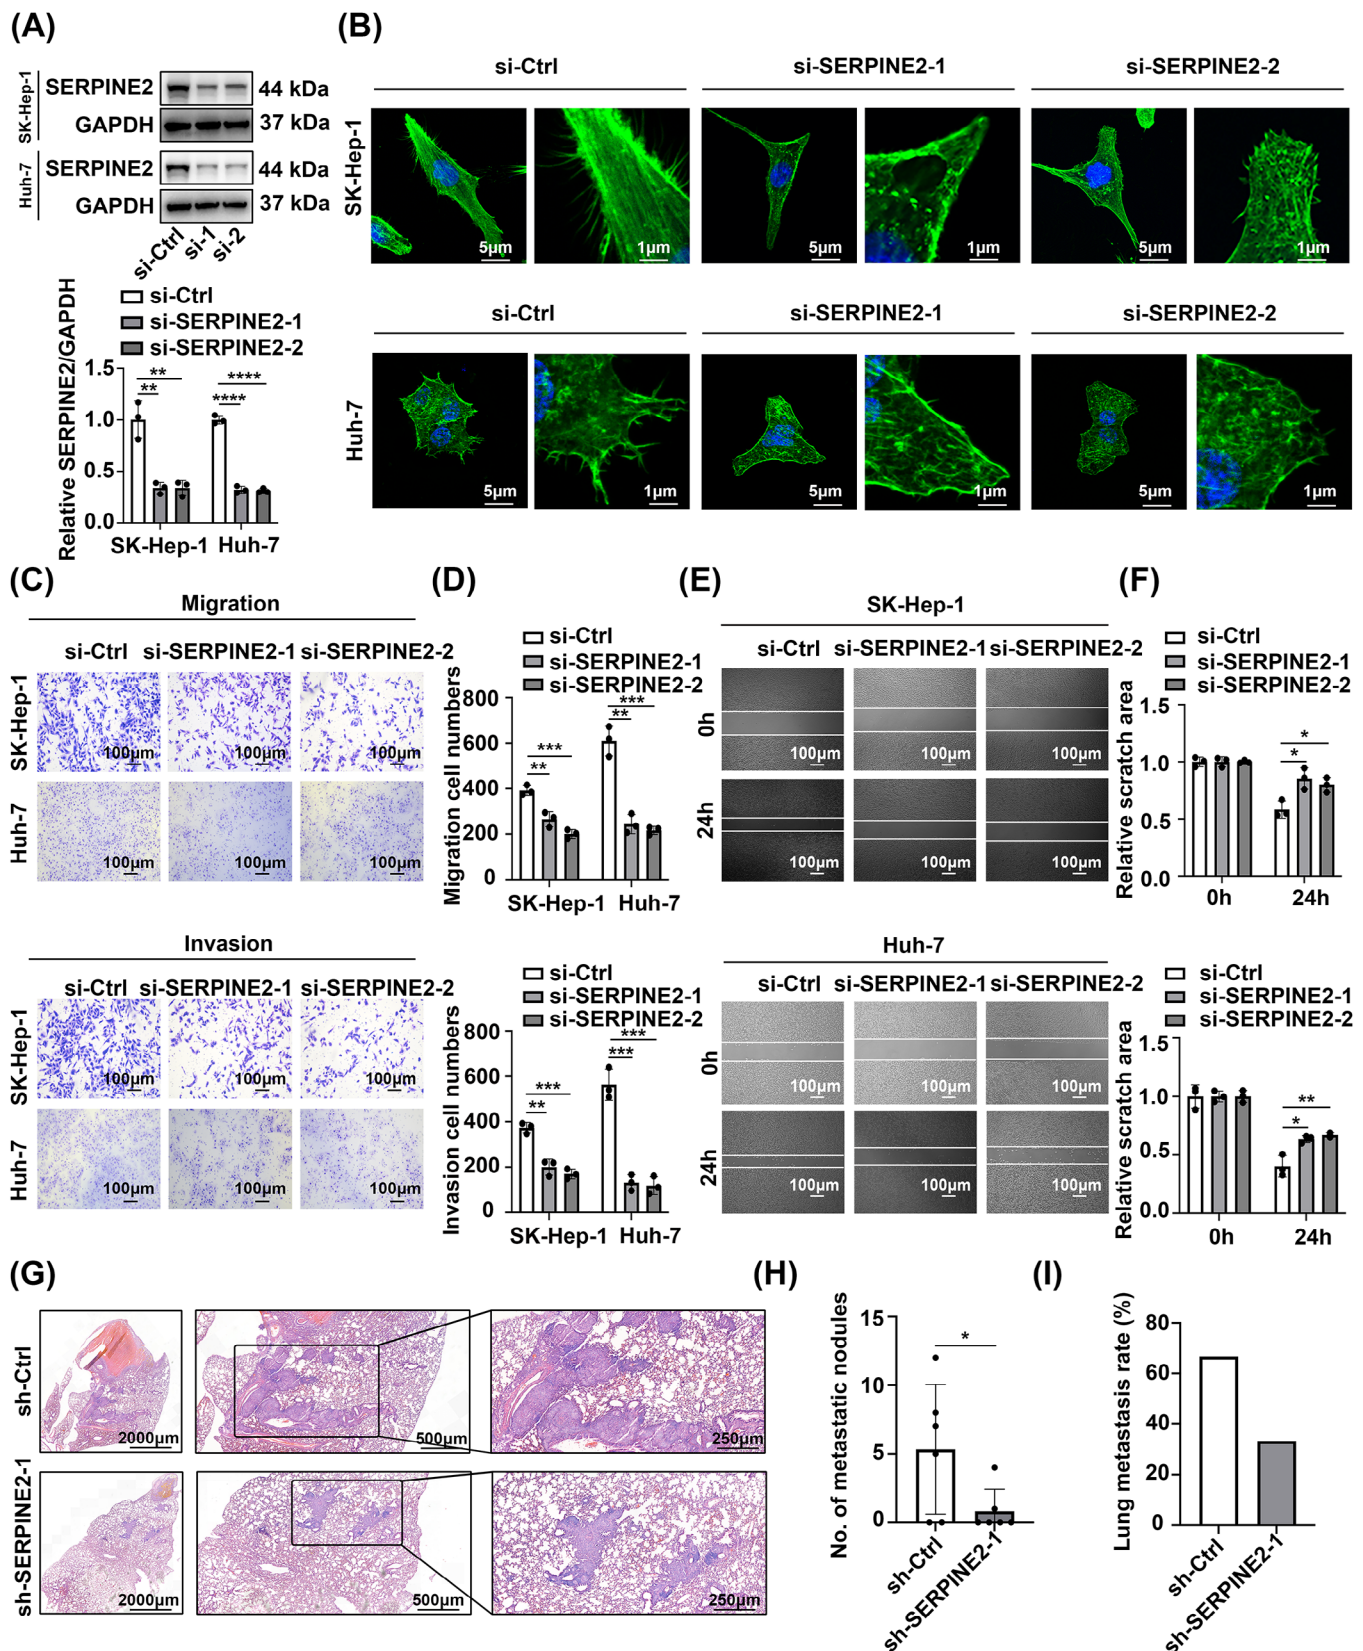 (A)
SK-Hep-1
SERPINE2
44 kDa
GAPDH
37 kDa
Huh-7
SERPINE2
44 kDa
GAPDH
37 kDa
si-Ctrl
si-1
si-2
si-Ctrl
si-SERPINE2-1
si-SERPINE2-2
Relative SERPINE2/GAPDH
1.5
1.0
0.5
0.0
**
**
****
****
SK-Hep-1 Huh-7
(B)
si-Ctrl si-SERPINE2-1 si-SERPINE2-2
SK-Hep-1
5μm 1μm 5μm 1μm 5μm 1μm
si-Ctrl si-SERPINE2-1 si-SERPINE2-2
Huh-7
5μm 1μm 5μm 1μm 5μm 1μm
(C)
Migration
si-Ctrl si-SERPINE2-1 si-SERPINE2-2
SK-Hep-1
100μm 100μm 100μm
Huh-7
100μm 100μm 100μm
Invasion
si-Ctrl si-SERPINE2-1 si-SERPINE2-2
SK-Hep-1
100μm 100μm 100μm
Huh-7
100μm 100μm 100μm
(D)
si-Ctrl
si-SERPINE2-1
si-SERPINE2-2
Migration cell numbers
800
600
400
200
0
***
**
***
**
SK-Hep-1 Huh-7
si-Ctrl
si-SERPINE2-1
si-SERPINE2-2
Invasion cell numbers
800
600
400
200
0
***
**
***
***
SK-Hep-1 Huh-7
(E)
SK-Hep-1
si-Ctrl si-SERPINE2-1 si-SERPINE2-2
0h
100μm 100μm 100μm
24h
100μm 100μm 100μm
Huh-7
si-Ctrl si-SERPINE2-1 si-SERPINE2-2
0h
100μm 100μm 100μm
24h
100μm 100μm 100μm
(F)
si-Ctrl
si-SERPINE2-1
si-SERPINE2-2
Relative scratch area
1.5
1.0
0.5
0.0
*
*
0h 24h
si-Ctrl
si-SERPINE2-1
si-SERPINE2-2
Relative scratch area
1.5
1.0
0.5
0.0
**
*
0h 24h
(G)
sh-Ctrl
2000μm 500μm 250μm
sh-SERPINE2-1
2000μm 500μm 250μm
(H)
No. of metastatic nodules
15
10
5
0
*
sh-Ctrl
sh-SERPINE2-1
(I)
Lung metastasis rate (%)
80
60
40
20
0
sh-Ctrl
sh-SERPINE2-1